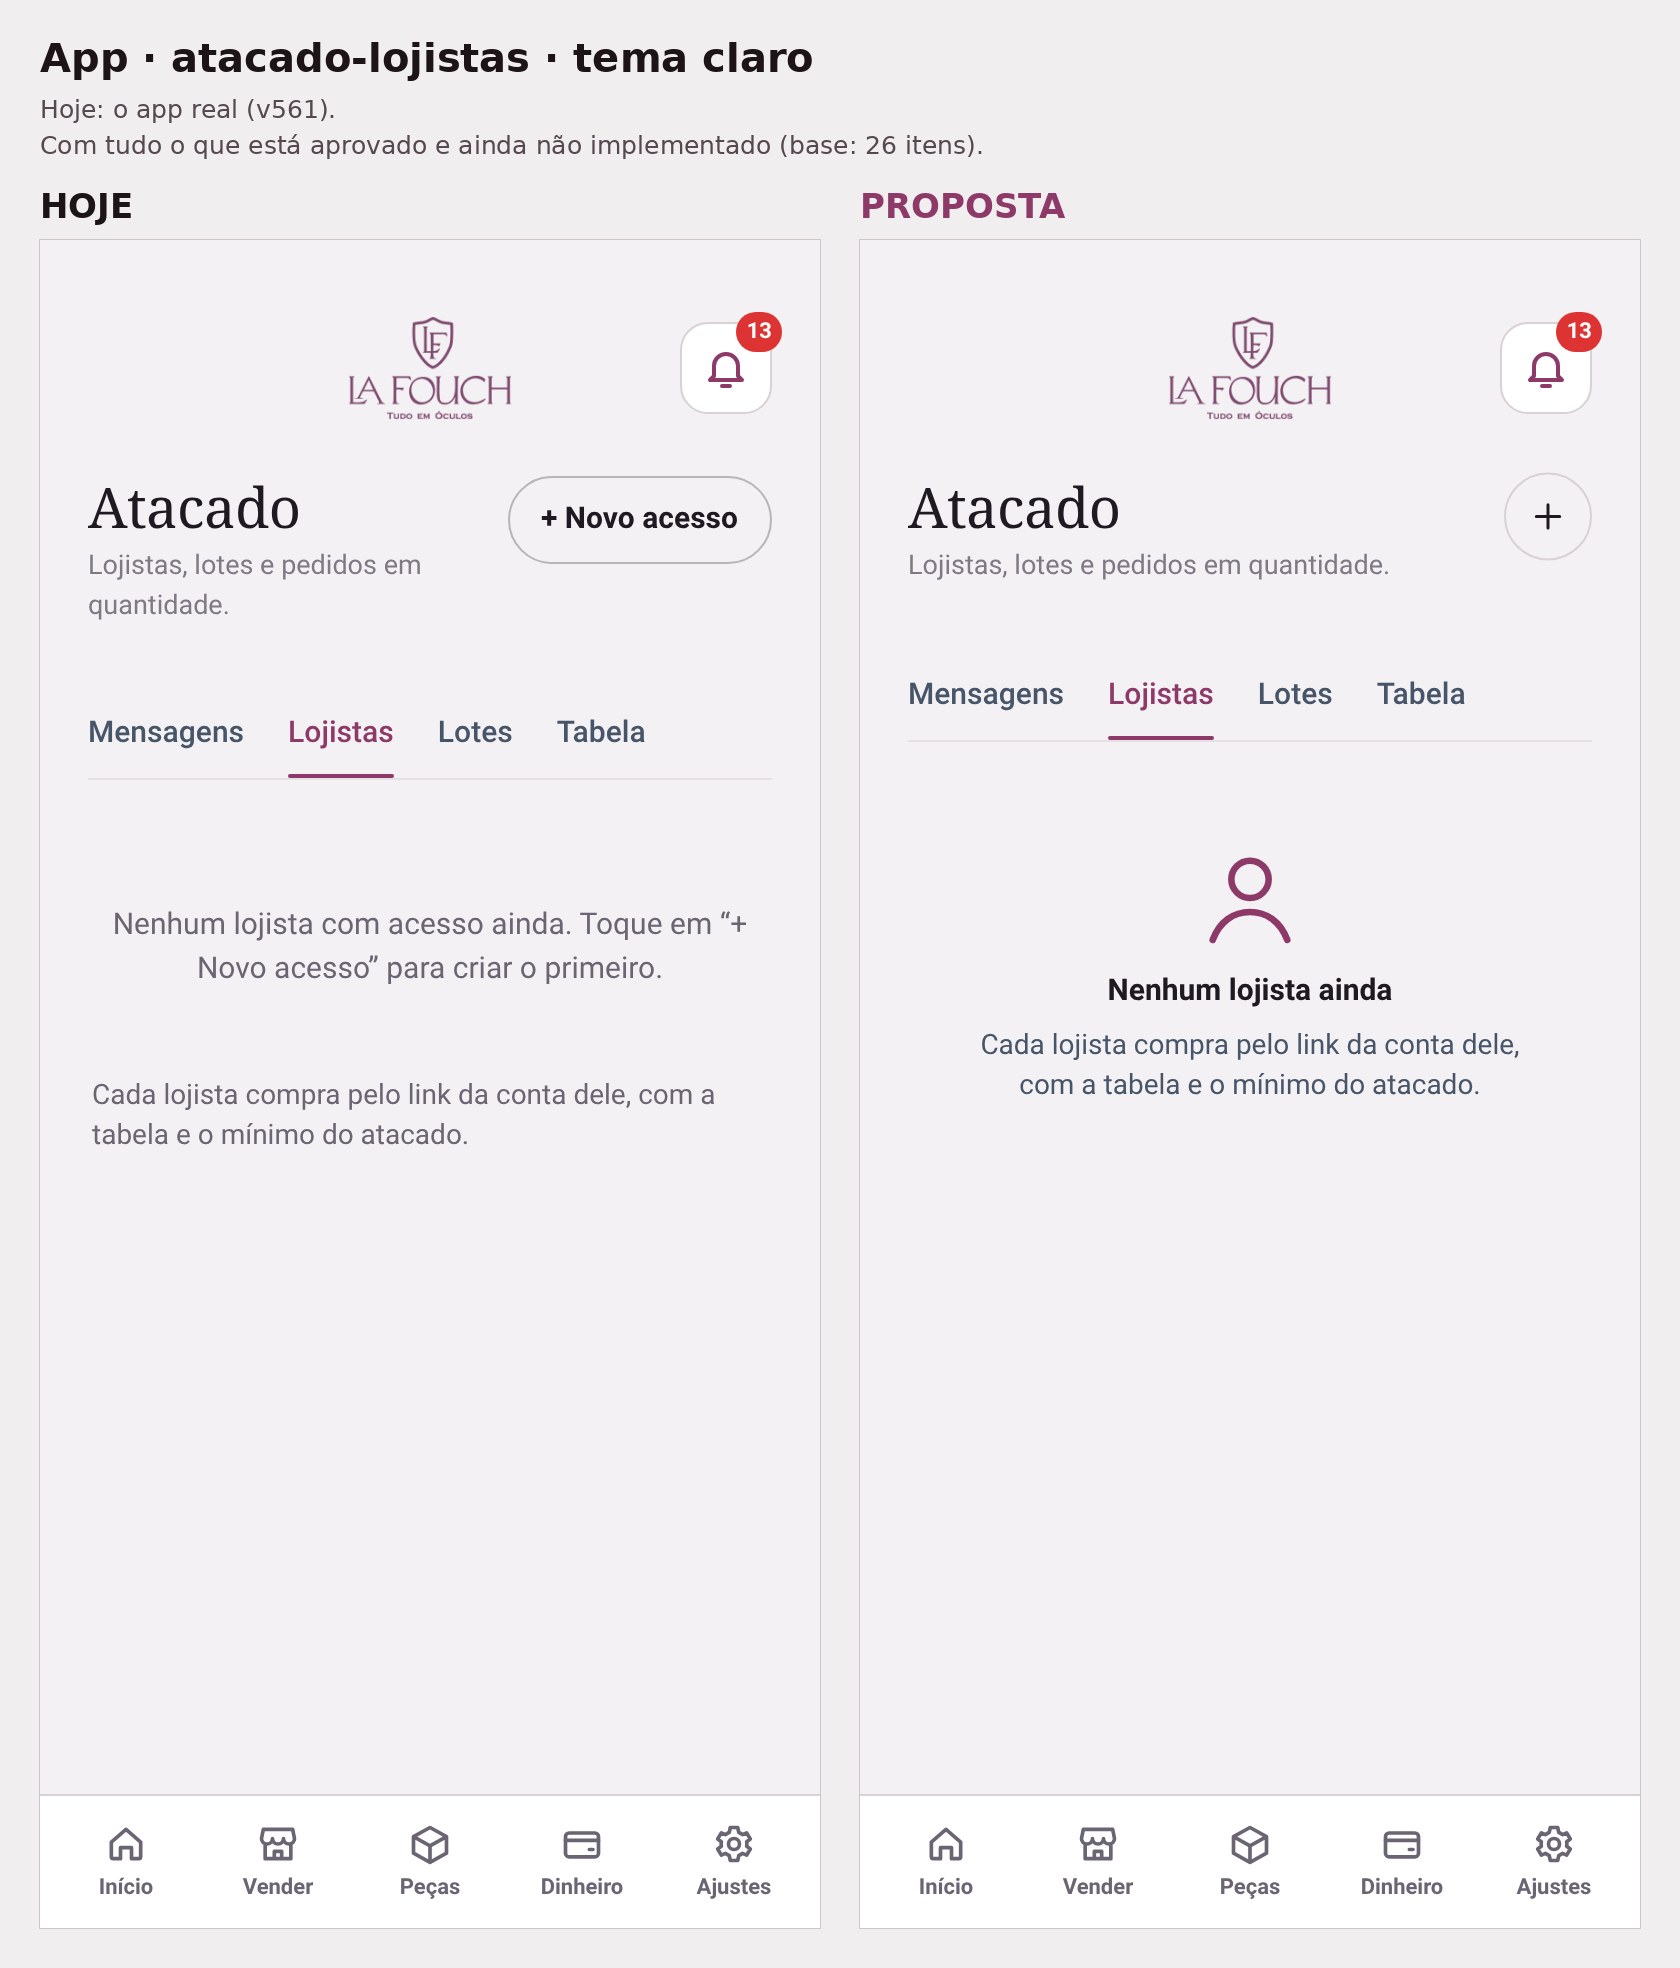 App · atacado-lojistas · tema claro
Hoje: o app real (v561).
Com tudo o que está aprovado e ainda não implementado (base: 26 itens).
HOJE
LF
LA FOUCH
TUDO EM ÓCULOS
13
Atacado
+ Novo acesso
Lojistas, lotes e pedidos em
quantidade.
Mensagens Lojistas Lotes Tabela
Nenhum lojista com acesso ainda. Toque em “+
Novo acesso” para criar o primeiro.
Cada lojista compra pelo link da conta dele, com a
tabela e o mínimo do atacado.
Início Vender Peças Dinheiro Ajustes
PROPOSTA
LF
LA FOUCH
TUDO EM ÓCULOS
13
Atacado
+
Lojistas, lotes e pedidos em quantidade.
Mensagens Lojistas Lotes Tabela
Nenhum lojista ainda
Cada lojista compra pelo link da conta dele,
com a tabela e o mínimo do atacado.
Início Vender Peças Dinheiro Ajustes